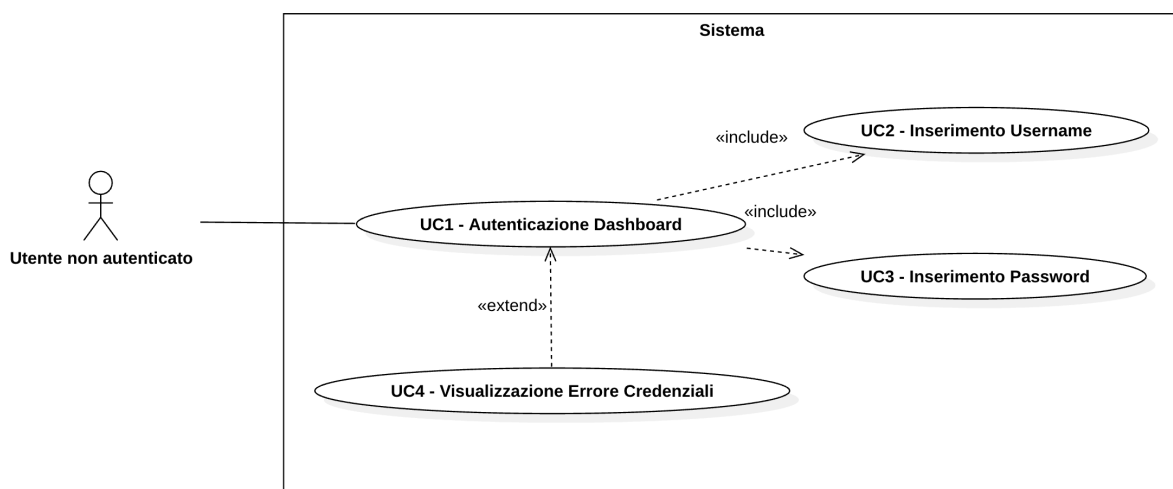 Sistema
UC2 - Inserimento Username
«include»
«include»
UC1 - Autenticazione Dashboard
Utente non autenticato
UC3 - Inserimento Password
«extend»
UC4 - Visualizzazione Errore Credenziali